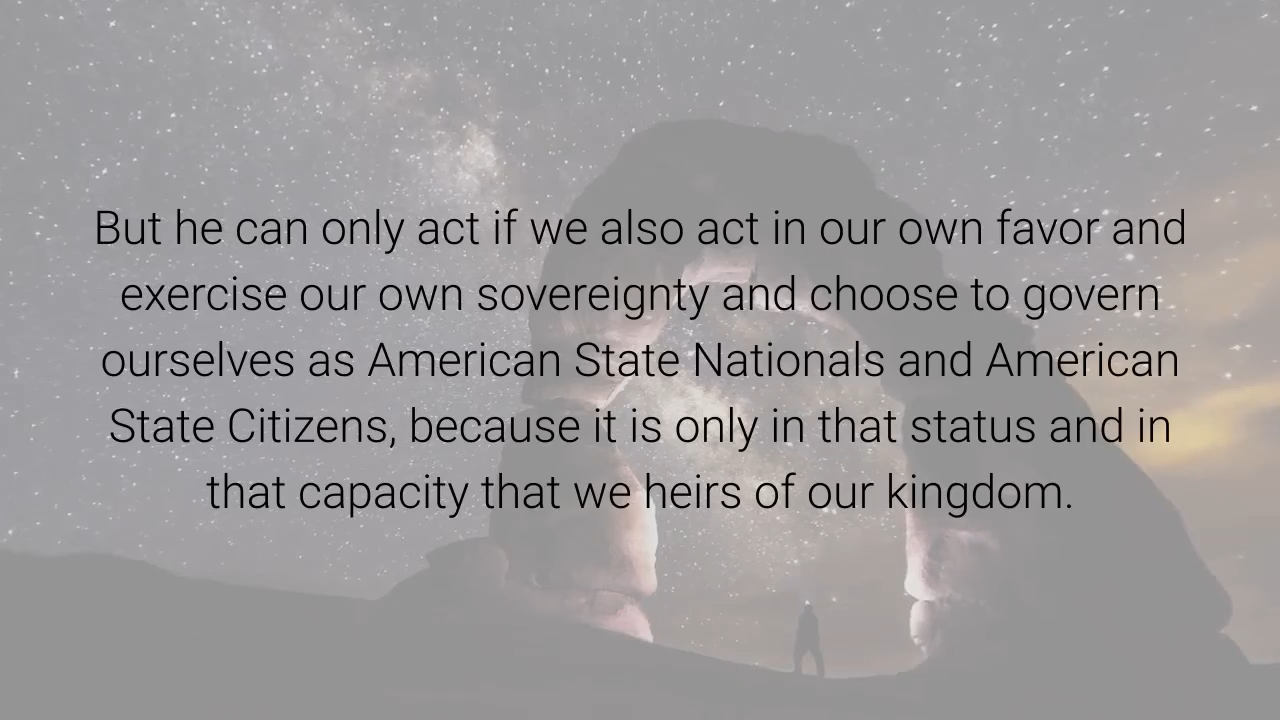 But he can only act if we also act in our own favor and
exercise our own sovereignty and choose to govern
ourselves as American State Nationals and American
State Citizens, because it is only in that status and in
that capacity that we heirs of our kingdom.